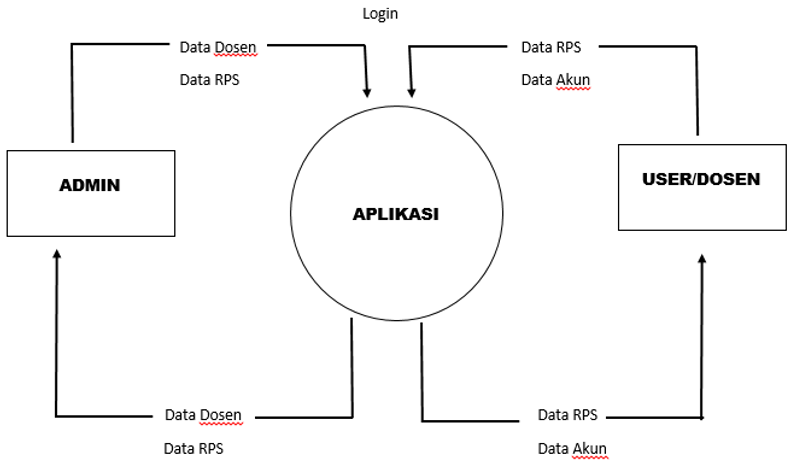 Login
Data Dosen
Data RPS
Data RPS
Data Akun
ADMIN
APLIKASI
USER/DOSEN
Data Dosen
Data RPS
Data RPS
Data Akun